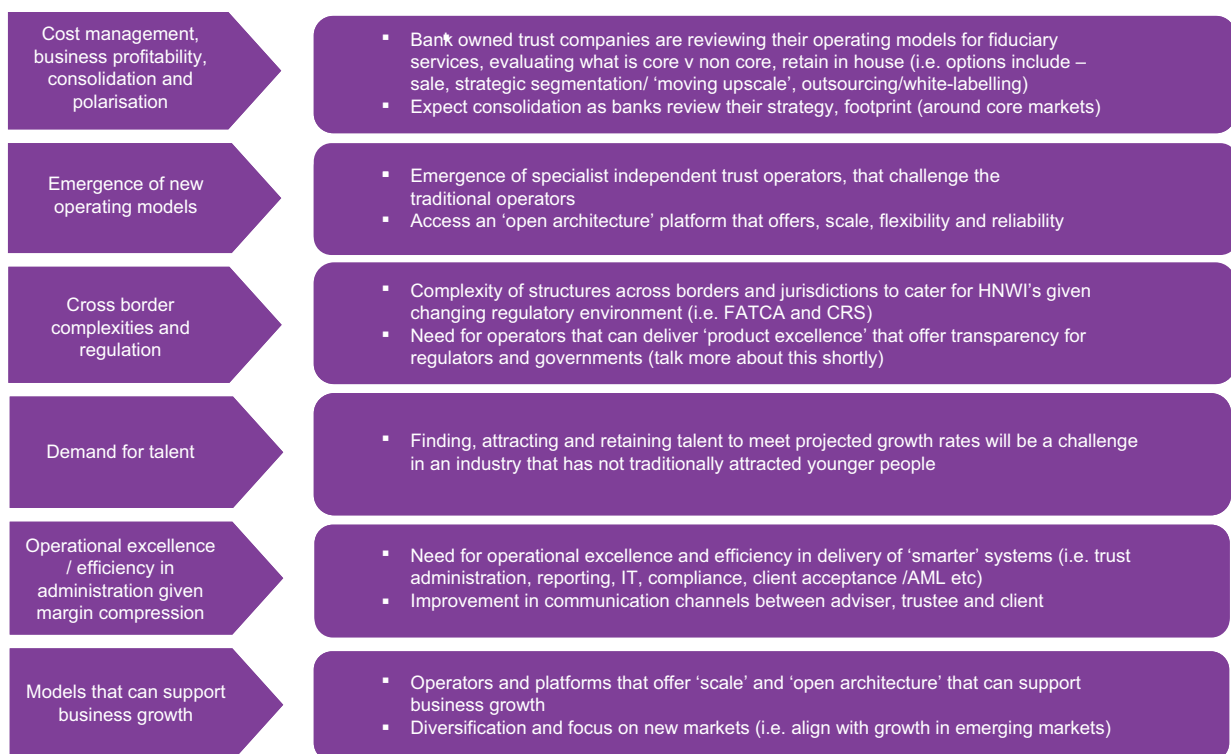 Cost management,
business profitability,
consolidation and
polarisation
▪ Bank owned trust companies are reviewing their operating models for fiduciary
services, evaluating what is core v non core, retain in house (i.e. options include –
sale, strategic segmentation/ ‘moving upscale’, outsourcing/white-labelling)
▪ Expect consolidation as banks review their strategy, footprint (around core markets)
Emergence of new
operating models
▪ Emergence of specialist independent trust operators, that challenge the
traditional operators
▪ Access an ‘open architecture’ platform that offers, scale, flexibility and reliability
Cross border
complexities and
regulation
▪ Complexity of structures across borders and jurisdictions to cater for HNWI’s given
changing regulatory environment (i.e. FATCA and CRS)
▪ Need for operators that can deliver ‘product excellence’ that offer transparency for
regulators and governments (talk more about this shortly)
Demand for talent
▪ Finding, attracting and retaining talent to meet projected growth rates will be a challenge
in an industry that has not traditionally attracted younger people
Operational excellence
/ efficiency in
administration given
margin compression
▪ Need for operational excellence and efficiency in delivery of ‘smarter’ systems (i.e. trust
administration, reporting, IT, compliance, client acceptance /AML etc)
▪ Improvement in communication channels between adviser, trustee and client
Models that can support
business growth
▪ Operators and platforms that offer ‘scale’ and ‘open architecture’ that can support
business growth
▪ Diversification and focus on new markets (i.e. align with growth in emerging markets)